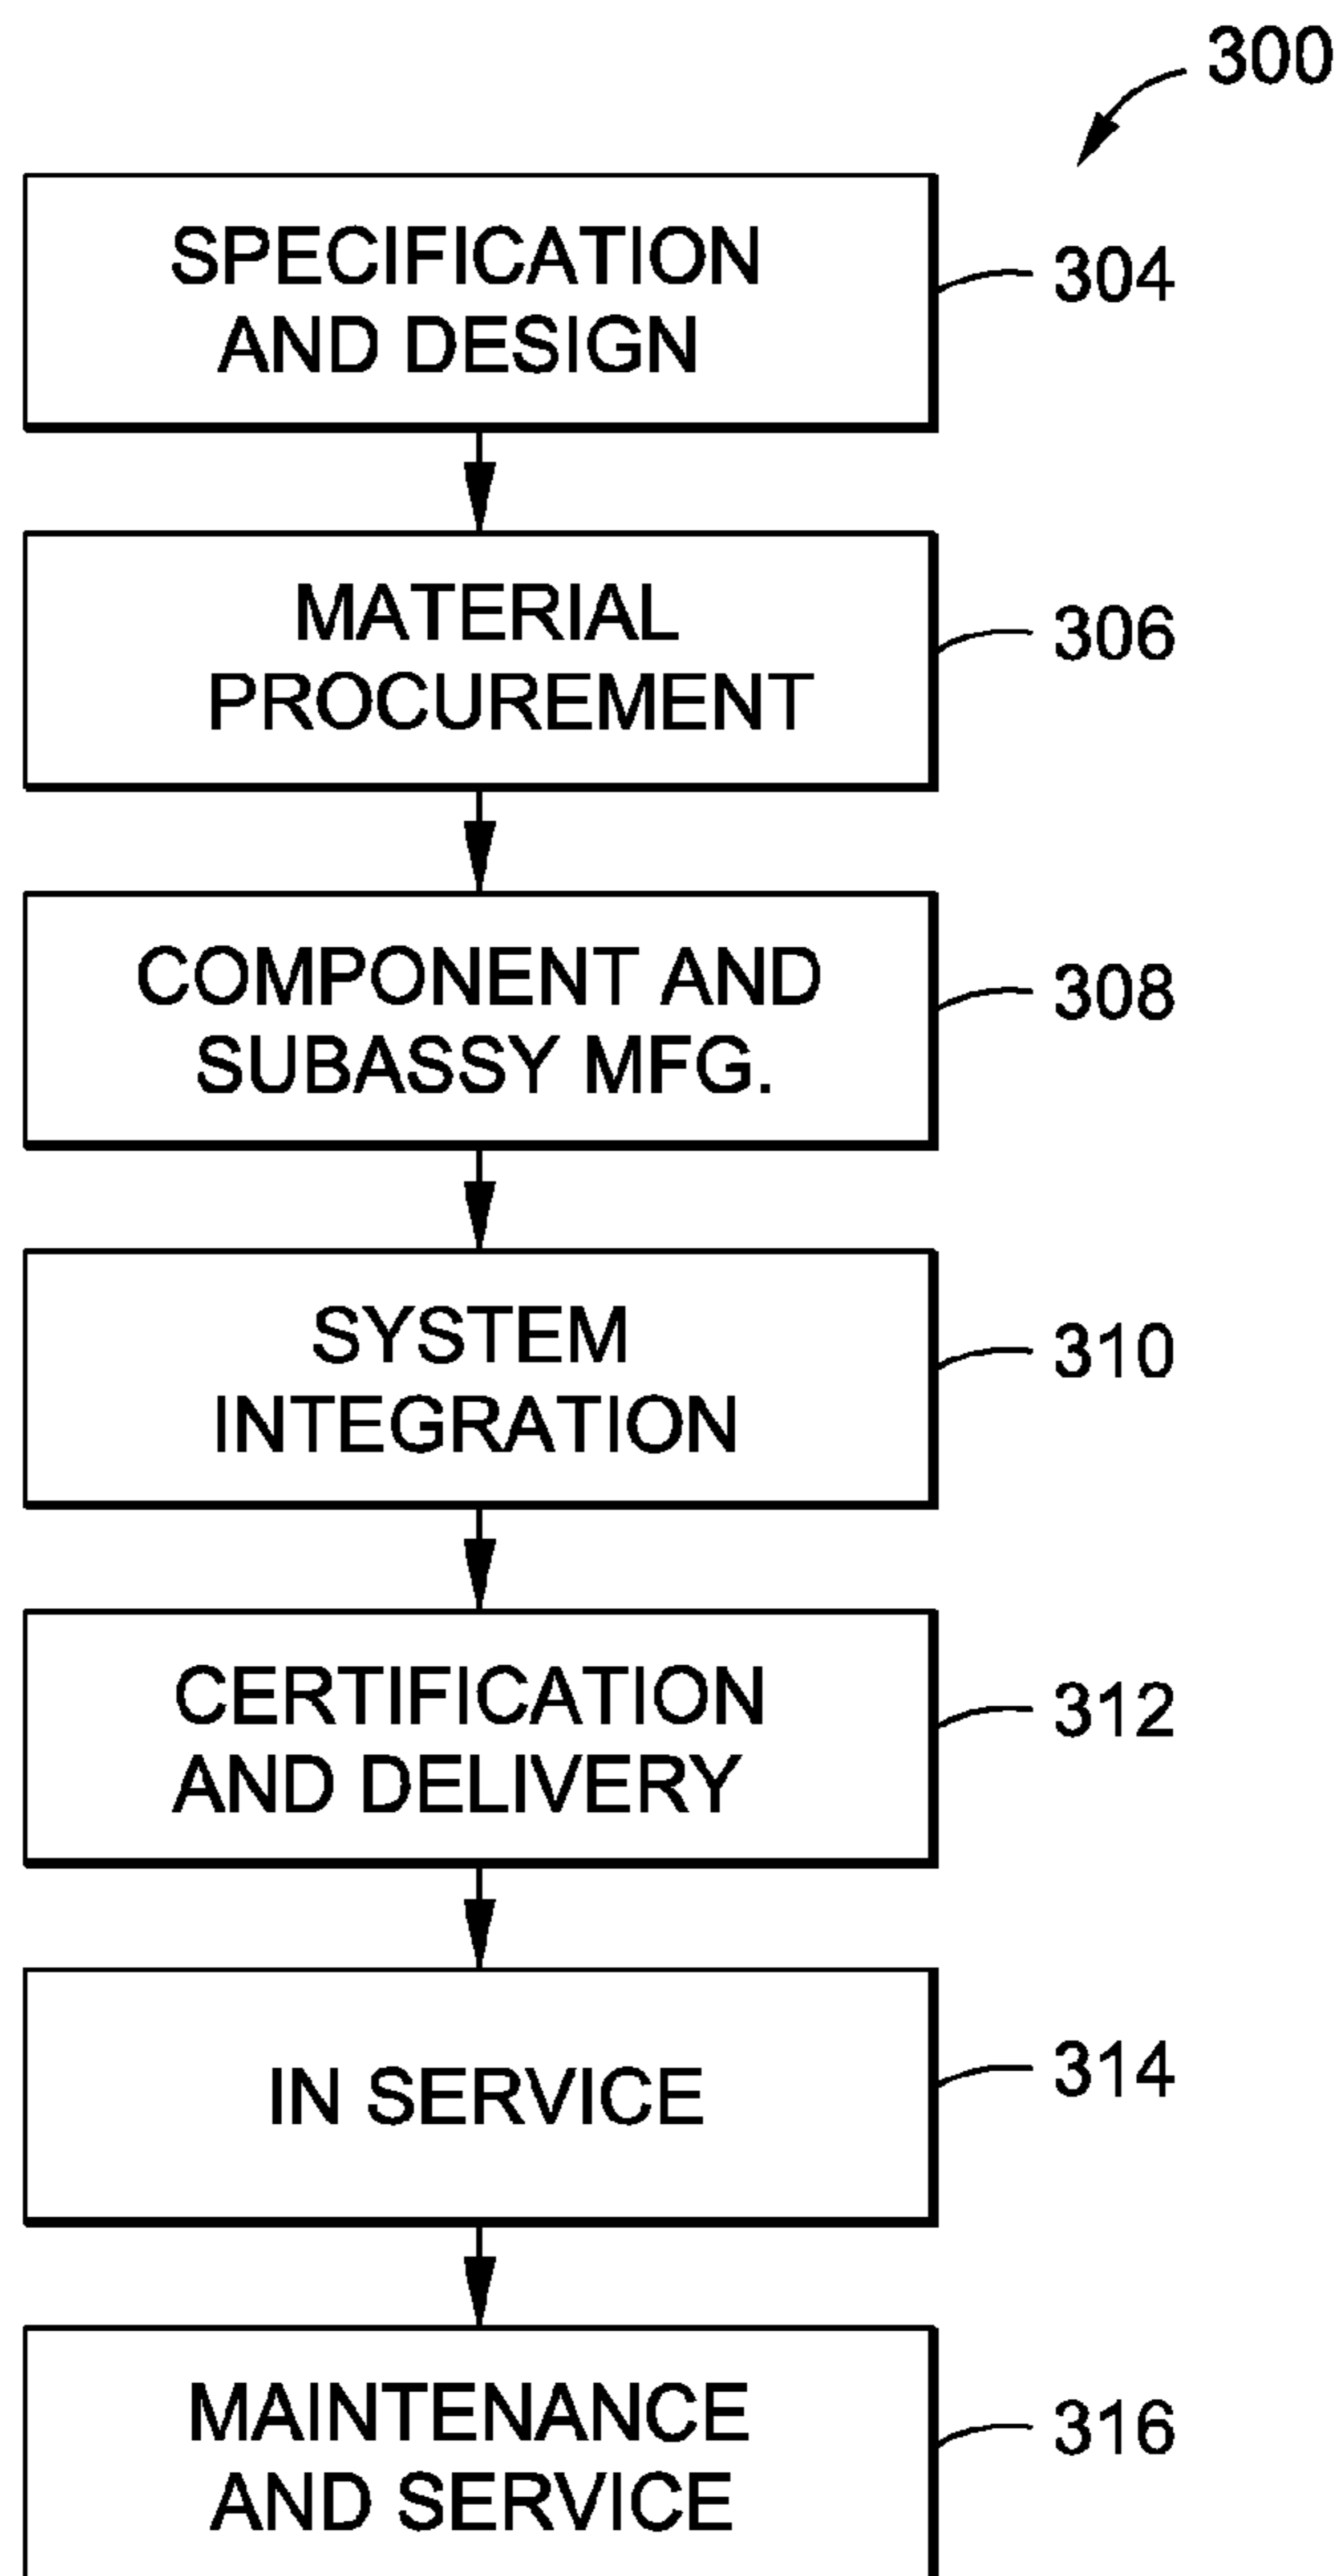 300
SPECIFICATION
AND DESIGN
304
MATERIAL
PROCUREMENT
306
COMPONENT AND
SUBASSY MFG.
308
SYSTEM
INTEGRATION
310
CERTIFICATION
AND DELIVERY
312
IN SERVICE
314
MAINTENANCE
AND SERVICE
316